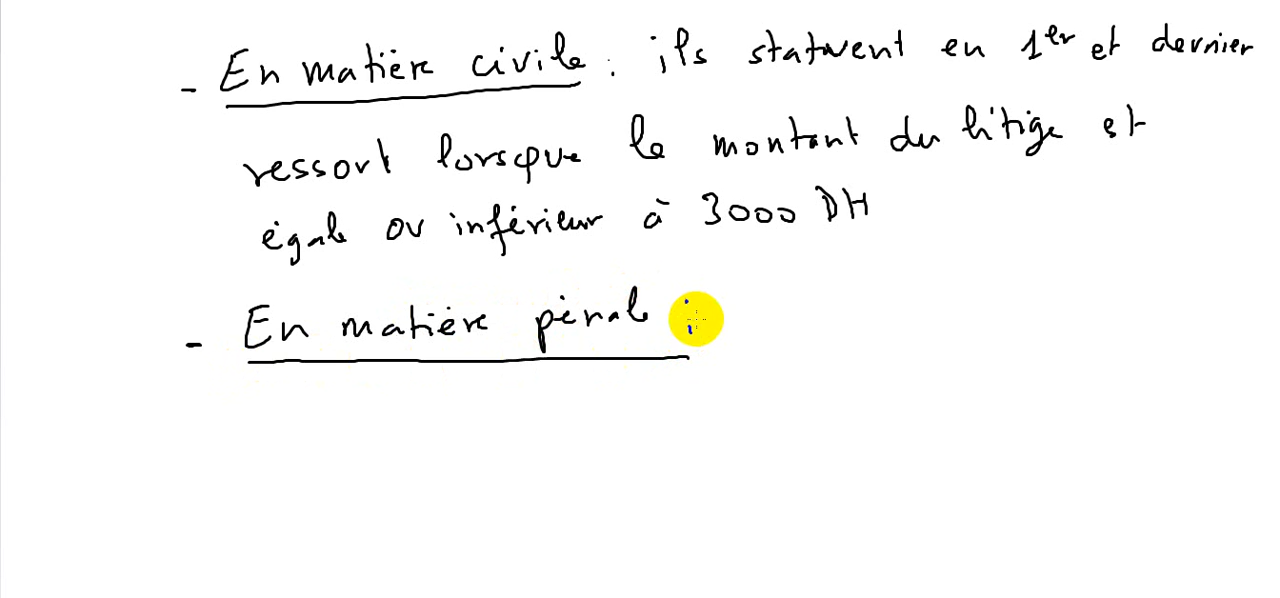 - En matière civile : ils statuent en 1er et dernier
ressort lorsque le montant du litige et
égale ou inférieur à 3000 DH
- En matière pénale :